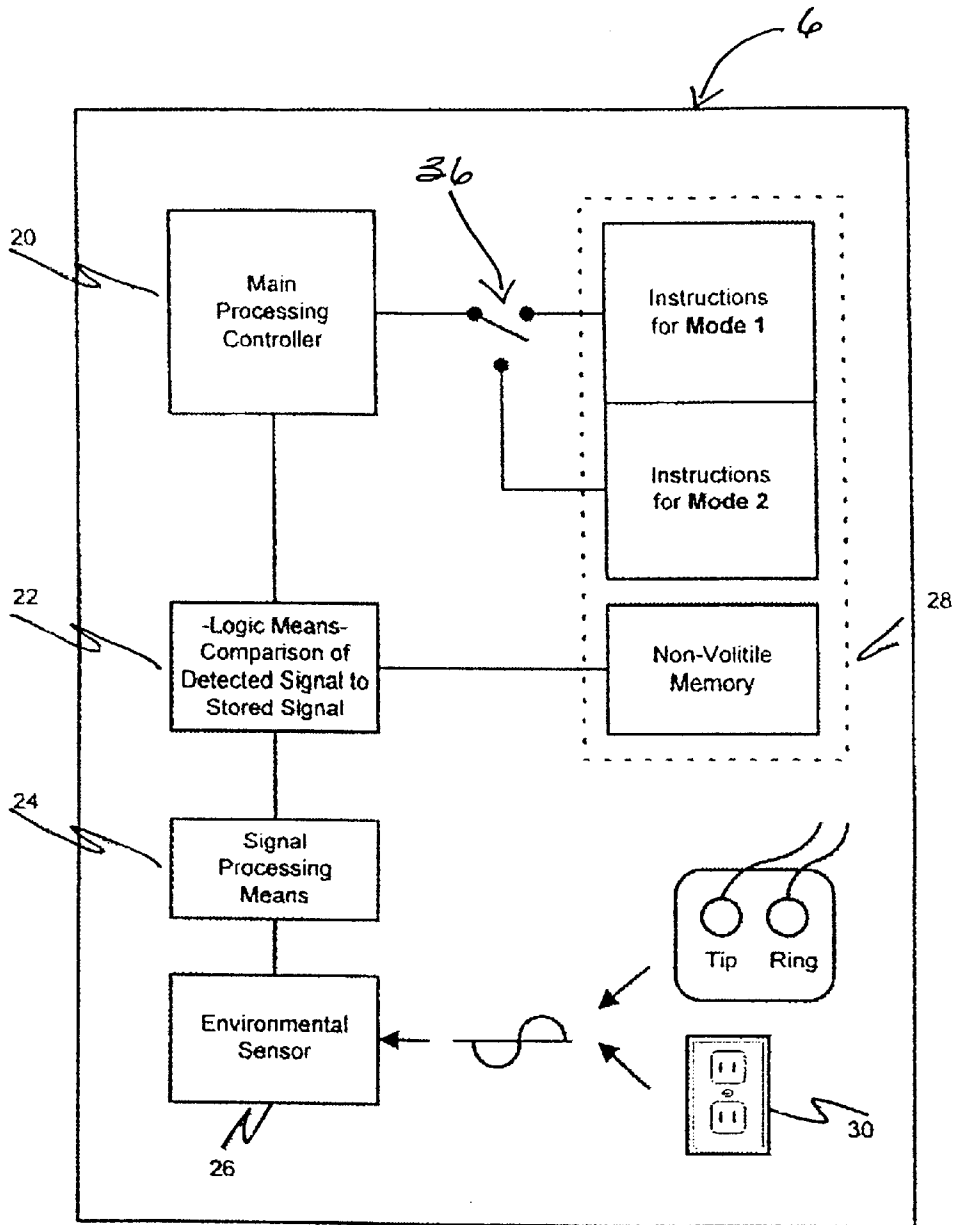 6
36
20
Main
Processing
Controller
Instructions
for Mode 1
Instructions
for Mode 2
22
-Logic Means-
Comparison of
Detected Signal to
Stored Signal
Non-Volitile
Memory
28
24
Signal
Processing
Means
Tip Ring
Environmental
Sensor
26
30